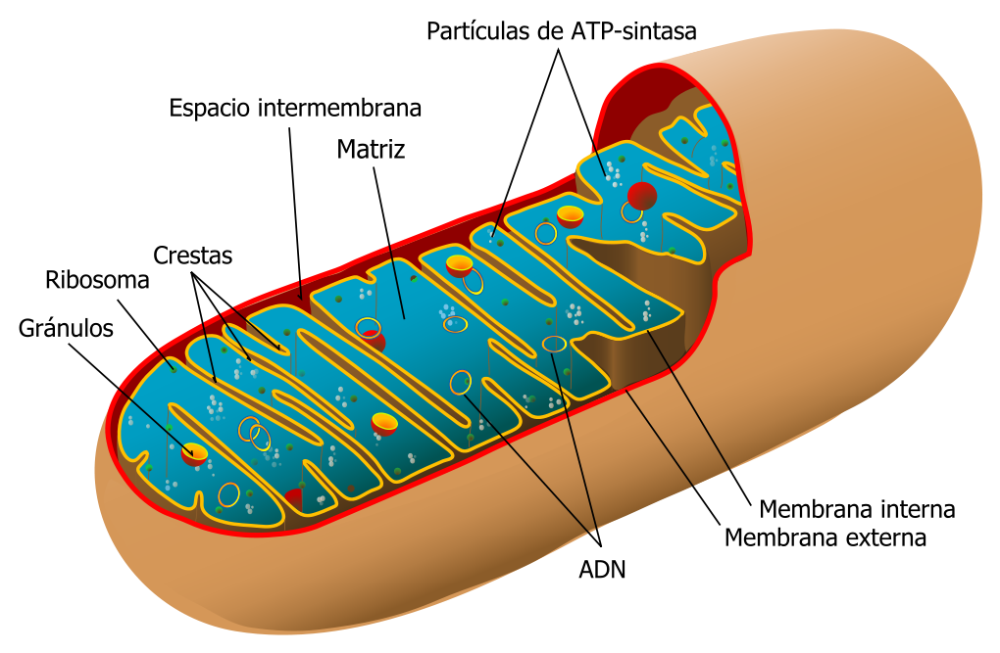 Partículas de ATP-sintasa
Espacio intermembrana
Matriz
Crestas
Ribosoma
Gránulos
Membrana interna
Membrana externa
ADN